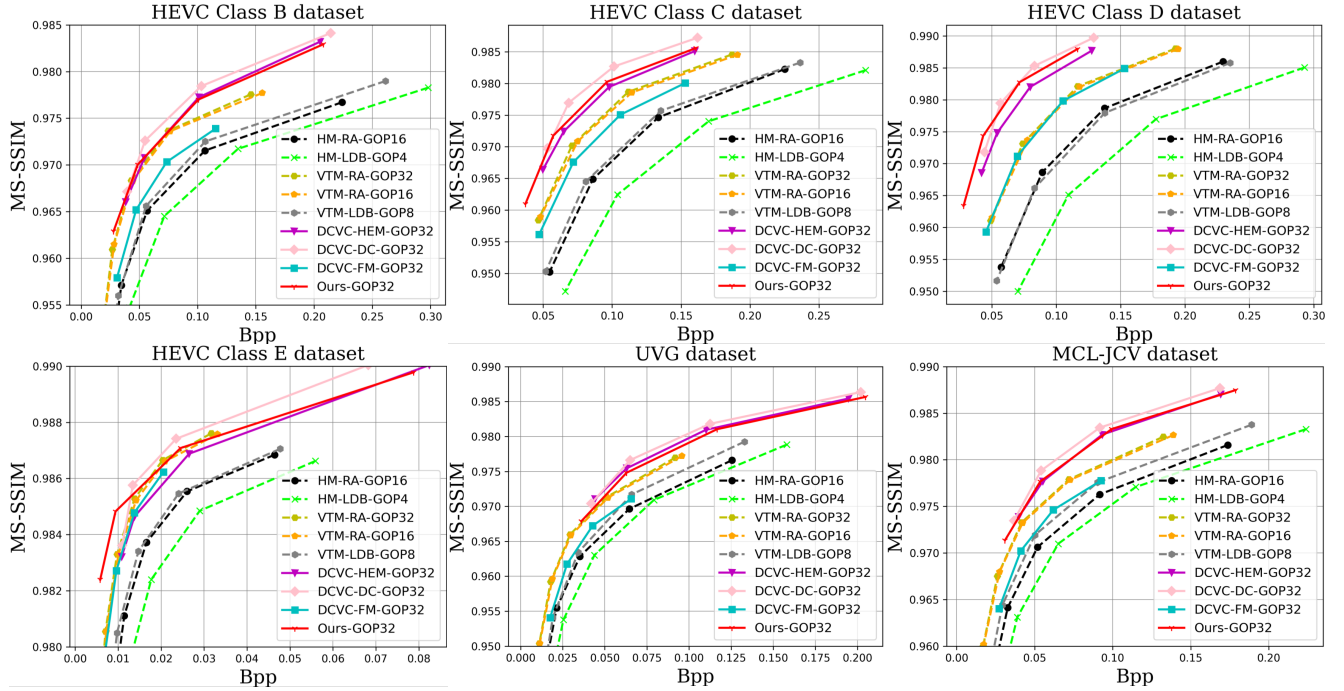 HEVC Class B dataset
0.985
0.980
0.975
0.970
0.965
0.960
0.955
MS-SSIM
0.00
0.05
0.10
0.15
0.20
0.25
0.30
Bpp
HM-RA-GOP16
HM-LDB-GOP4
VTM-RA-GOP32
VTM-RA-GOP16
VTM-LDB-GOP8
DCVC-HEM-GOP32
DCVC-DC-GOP32
DCVC-FM-GOP32
Ours-GOP32
HEVC Class C dataset
0.985
0.980
0.975
0.970
0.965
0.960
0.955
0.950
MS-SSIM
0.05
0.10
0.15
0.20
0.25
Bpp
HM-RA-GOP16
HM-LDB-GOP4
VTM-RA-GOP32
VTM-RA-GOP16
VTM-LDB-GOP8
DCVC-HEM-GOP32
DCVC-DC-GOP32
DCVC-FM-GOP32
Ours-GOP32
HEVC Class D dataset
0.990
0.985
0.980
0.975
0.970
0.965
0.960
0.955
0.950
MS-SSIM
0.05
0.10
0.15
0.20
0.25
0.30
Bpp
HM-RA-GOP16
HM-LDB-GOP4
VTM-RA-GOP32
VTM-RA-GOP16
VTM-LDB-GOP8
DCVC-HEM-GOP32
DCVC-DC-GOP32
DCVC-FM-GOP32
Ours-GOP32
HEVC Class E dataset
0.990
0.988
0.986
0.984
0.982
0.980
MS-SSIM
0.00
0.01
0.02
0.03
0.04
0.05
0.06
0.07
0.08
Bpp
HM-RA-GOP16
HM-LDB-GOP4
VTM-RA-GOP32
VTM-RA-GOP16
VTM-LDB-GOP8
DCVC-HEM-GOP32
DCVC-DC-GOP32
DCVC-FM-GOP32
Ours-GOP32
UVG dataset
0.990
0.985
0.980
0.975
0.970
0.965
0.960
0.955
0.950
MS-SSIM
0.000
0.025
0.050
0.075
0.100
0.125
0.150
0.175
0.200
Bpp
HM-RA-GOP16
HM-LDB-GOP4
VTM-RA-GOP32
VTM-RA-GOP16
VTM-LDB-GOP8
DCVC-HEM-GOP32
DCVC-DC-GOP32
DCVC-FM-GOP32
Ours-GOP32
MCL-JCV dataset
0.990
0.985
0.980
0.975
0.970
0.965
0.960
MS-SSIM
0.00
0.05
0.10
0.15
0.20
Bpp
HM-RA-GOP16
HM-LDB-GOP4
VTM-RA-GOP32
VTM-RA-GOP16
VTM-LDB-GOP8
DCVC-HEM-GOP32
DCVC-DC-GOP32
DCVC-FM-GOP32
Ours-GOP32